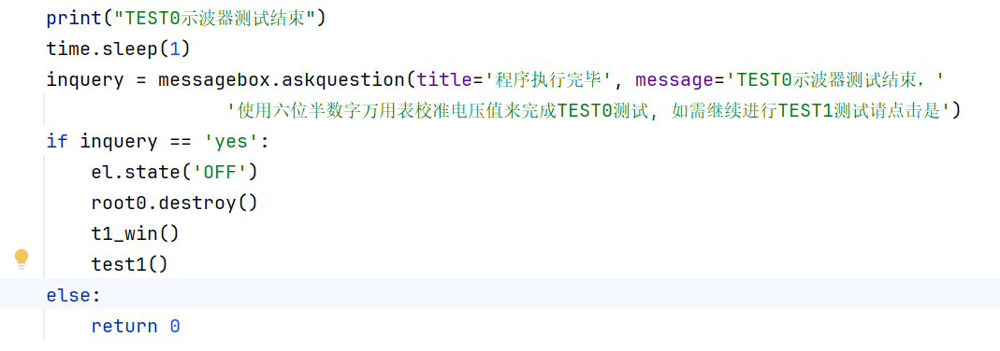 print("TEST0示波器测试结束")
time.sleep(1)
inquery = messagebox.askquestion(title='程序执行完毕', message='TEST0示波器测试结束，'
'使用六位半数字万用表校准电压值来完成TEST0测试, 如需继续进行TEST1测试请点击是')
if inquery == 'yes':
el.state('OFF')
root0.destroy()
t1_win()
test1()
else:
return 0